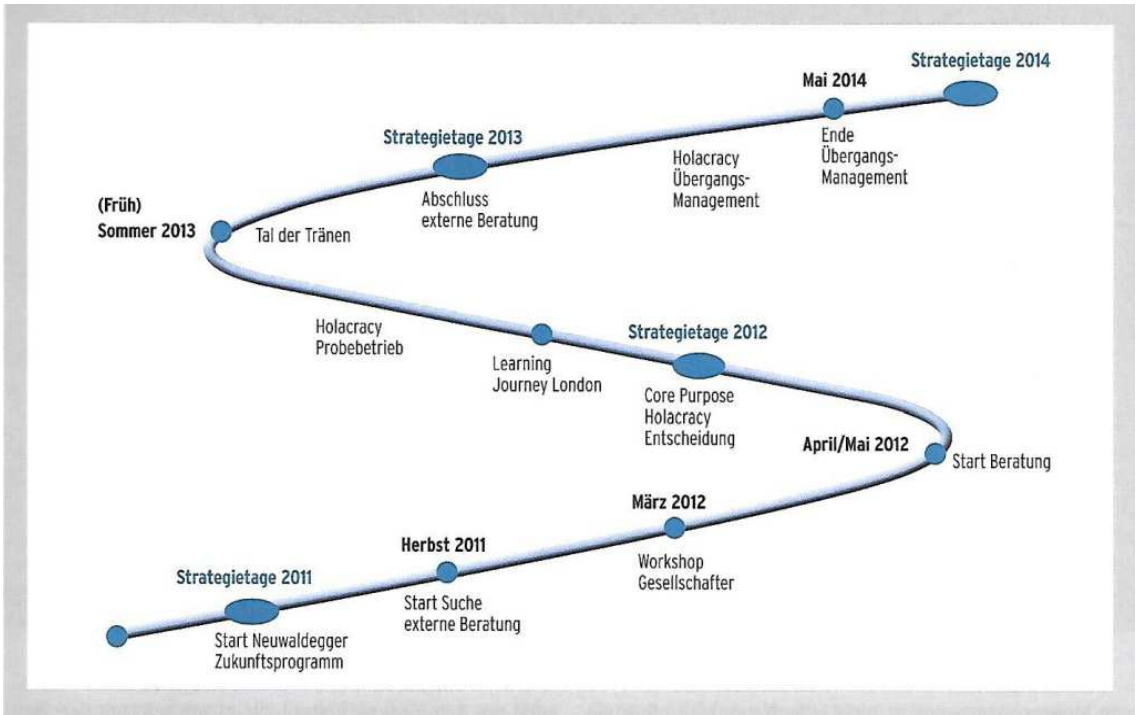 Strategietage 2014
Mai 2014
Ende
Übergangs-
Management
Holacracy
Übergangs-
Management
Strategietage 2013
Abschluss
externe Beratung
(Früh)
Sommer 2013
Tal der Tränen
Holacracy
Probebetrieb
Learning
Journey London
Strategietage 2012
Core Purpose
Holacracy
Entscheidung
April/Mai 2012
Start Beratung
März 2012
Workshop
Gesellschafter
Herbst 2011
Start Suche
externe Beratung
Strategietage 2011
Start Neuwaldegger
Zukunftsprogramm